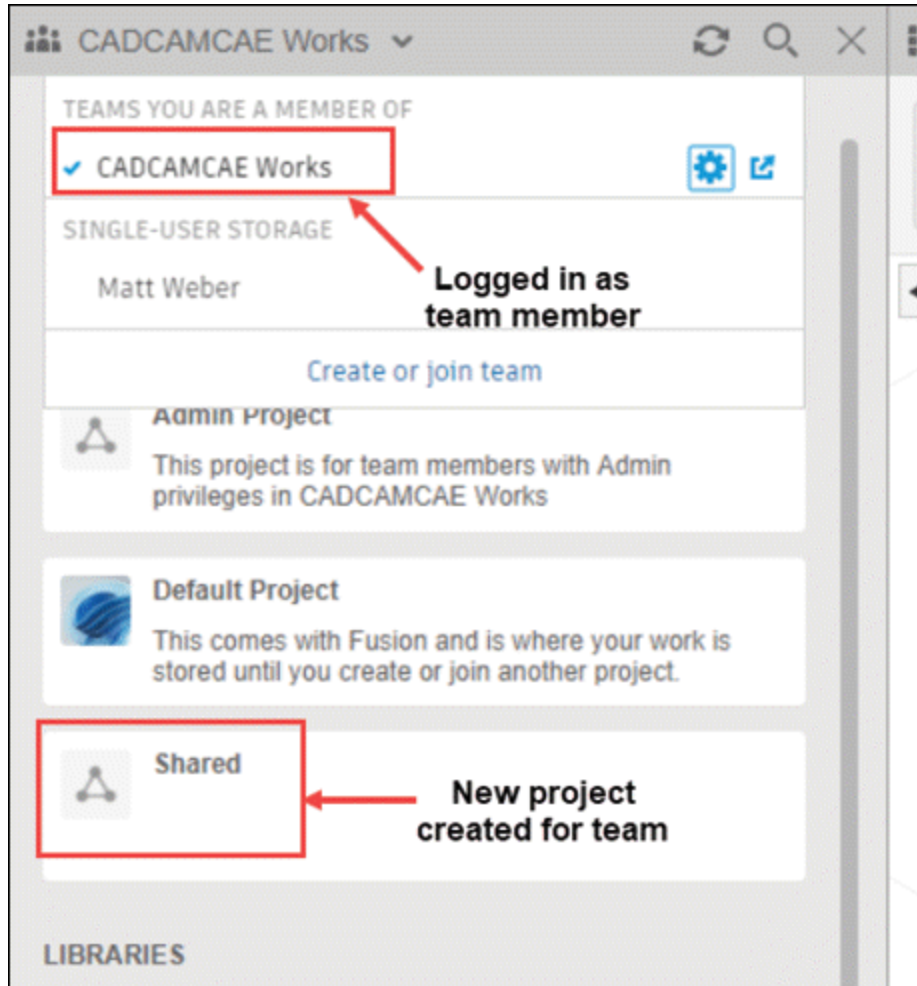 CADCAMCAE Works
TEAMS YOU ARE A MEMBER OF
CADCAMCAE Works
SINGLE-USER STORAGE
Matt Weber
Logged in as
team member
Create or join team
Admin Project
This project is for team members with Admin
privileges in CADCAMCAE Works
Default Project
This comes with Fusion and is where your work is
stored until you create or join another project.
Shared
New project
created for team
LIBRARIES